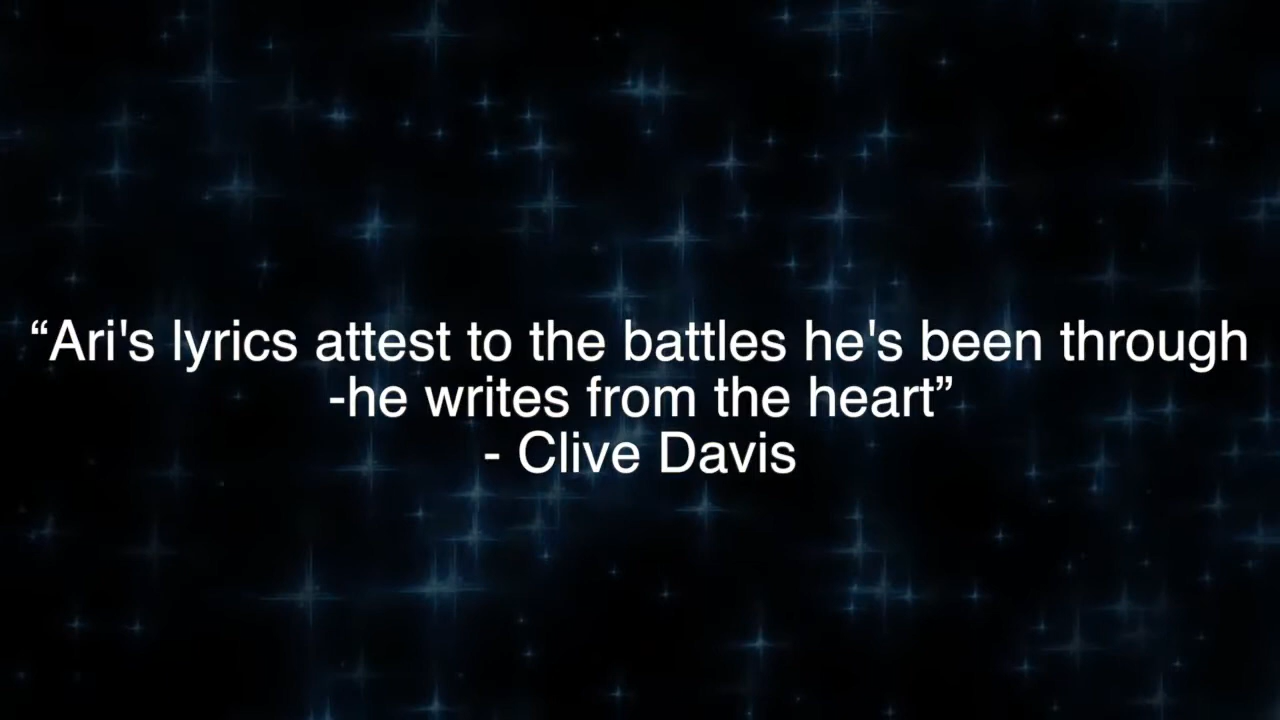 “Ari's lyrics attest to the battles he's been through
-he writes from the heart”
- Clive Davis